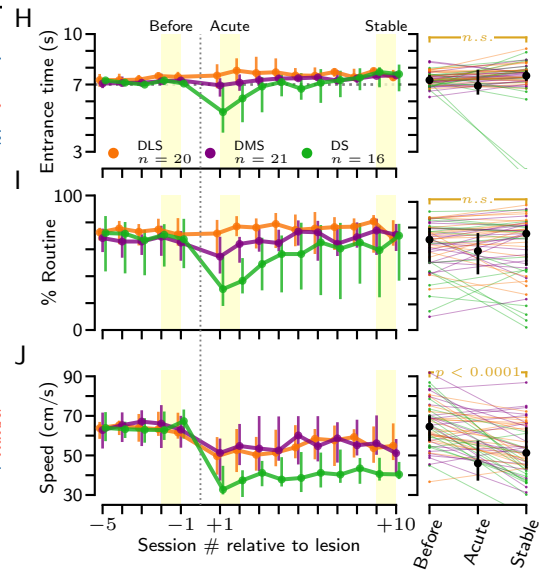 H
Before
Acute
Stable
Entrance time (s)
10
7
3
DLS
n = 20
DMS
n = 21
DS
n = 16
n.s.
I
% Routine
100
0
n.s.
J
Speed (cm/s)
90
70
50
30
p < 0.0001
−5
−1
+1
+10
Session # relative to lesion
Before
Acute
Stable